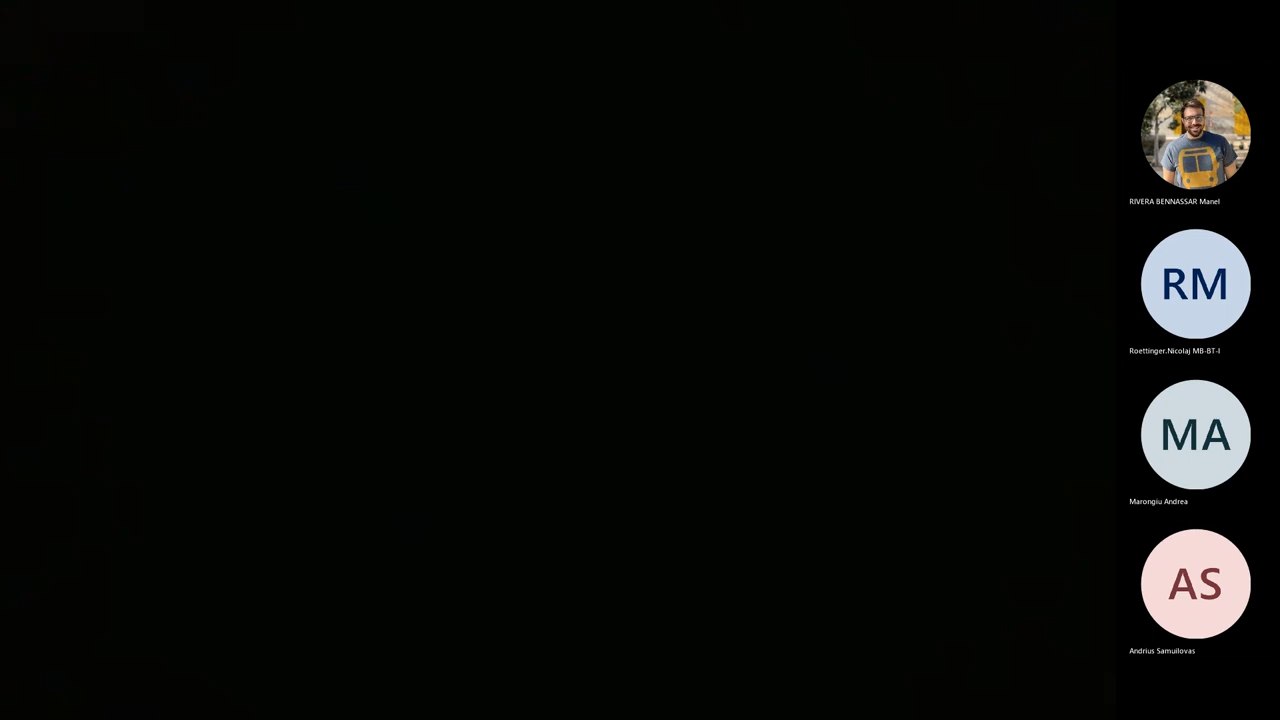 RIVERA BENNASSAR Manel
RM
Roettinger.Nicolaj MB-BT-I
MA
Marongiu Andrea
AS
Andrius Samuilovas